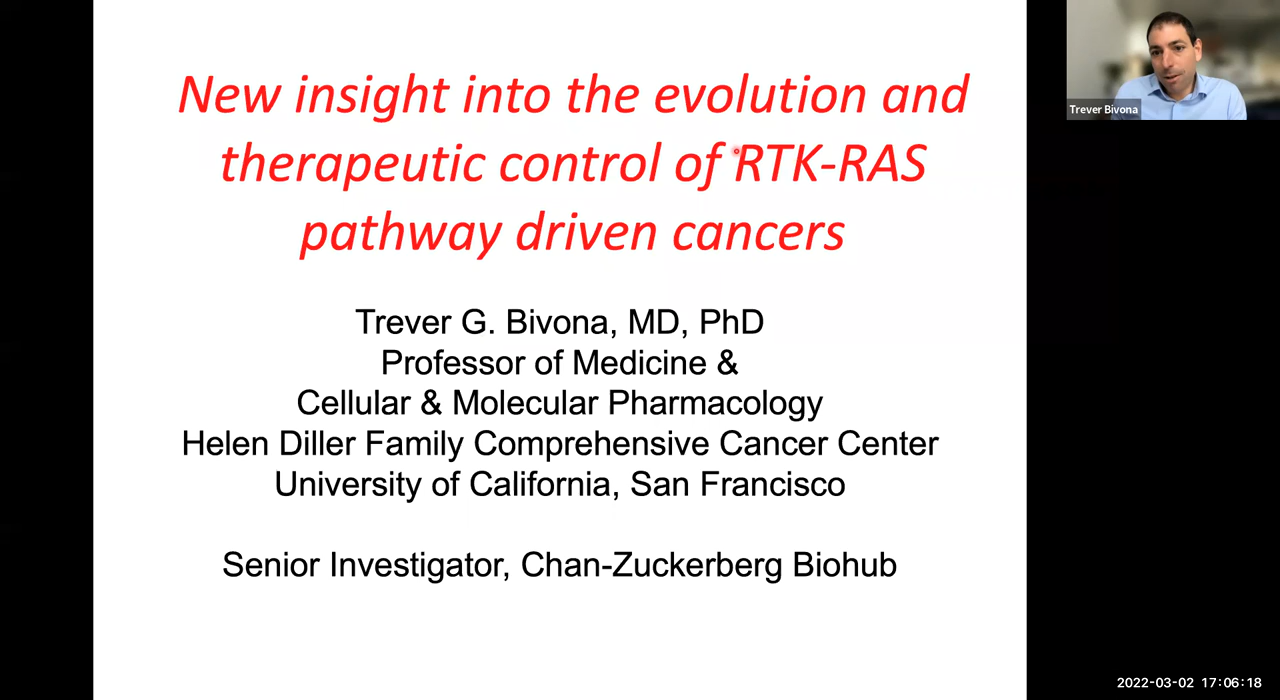 New insight into the evolution and
therapeutic control of RTK-RAS
pathway driven cancers
Trever G. Bivona, MD, PhD
Professor of Medicine &
Cellular & Molecular Pharmacology
Helen Diller Family Comprehensive Cancer Center
University of California, San Francisco
Senior Investigator, Chan-Zuckerberg Biohub
Trever Bivona
2022-03-02 17:06:18